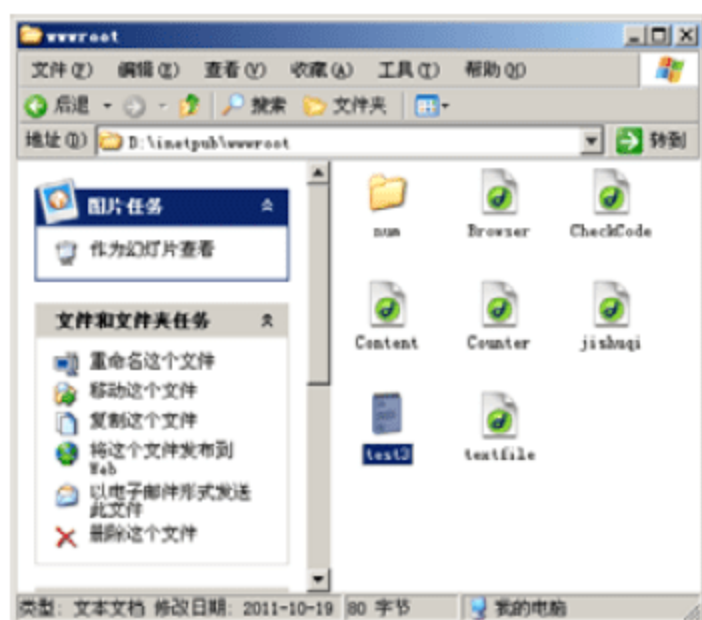 wwwroot
文件(F) 编辑(E) 查看(V) 收藏(A) 工具(T) 帮助(H)
后退 搜索 文件夹
地址(D) D:\inetpub\wwwroot 转到
图片任务
作为幻灯片查看
文件和文件夹任务
重命名这个文件
移动这个文件
复制这个文件
将这个文件发布到
Web
以电子邮件形式发送
此文件
删除这个文件
num Browser CheckCode
Content Counter jishuqi
test3 textfile
类型: 文本文档 修改日期: 2011-10-19 80 字节 我的电脑